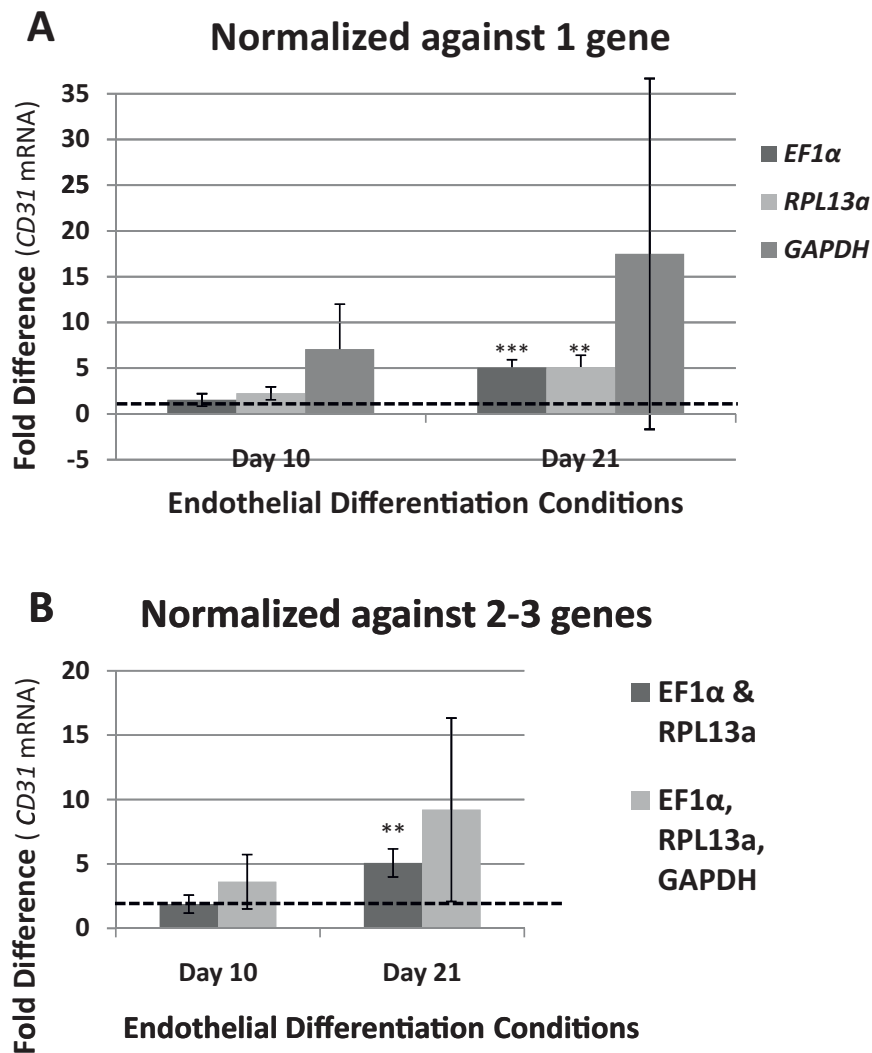 A
Normalized against 1 gene
Fold Difference (CD31 mRNA)
35
30
25
20
15
10
5
0
-5
***
**
Day 10
Day 21
Endothelial Differentiation Conditions
EF1α
RPL13a
GAPDH
B
Normalized against 2-3 genes
Fold Difference ( CD31 mRNA)
20
15
10
5
0
**
Day 10
Day 21
Endothelial Differentiation Conditions
EF1α &
RPL13a
EF1α,
RPL13a,
GAPDH